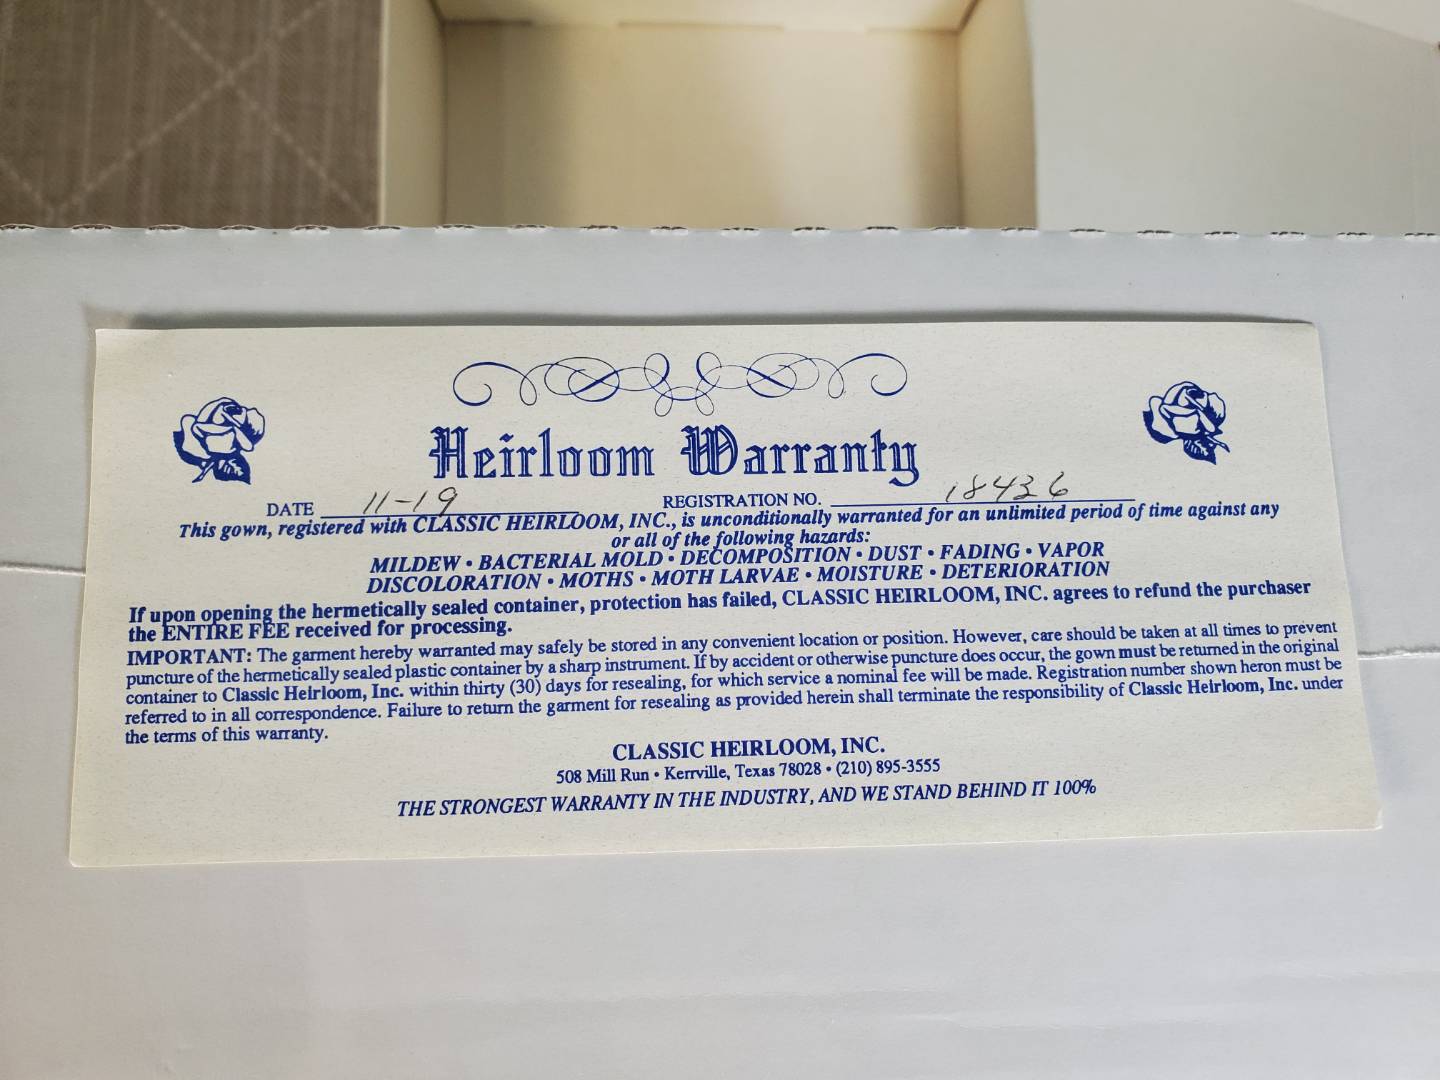 Heirloom Warranty
DATE 11-19 REGISTRATION NO. 18436
This gown, registered with CLASSIC HEIRLOOM, INC., is unconditionally warranted for an unlimited period of time against any
or all of the following hazards:
MILDEW • BACTERIAL MOLD • DECOMPOSITION • DUST • FADING • VAPOR
DISCOLORATION • MOTHS • MOTH LARVAE • MOISTURE • DETERIORATION
If upon opening the hermetically sealed container, protection has failed, CLASSIC HEIRLOOM, INC. agrees to refund the purchaser
the ENTIRE FEE received for processing.
IMPORTANT: The garment hereby warranted may safely be stored in any convenient location or position. However, care should be taken at all times to prevent
puncture of the hermetically sealed plastic container by a sharp instrument. If by accident or otherwise puncture does occur, the gown must be returned in the original
container to Classic Heirloom, Inc. within thirty (30) days for resealing, for which service a nominal fee will be made. Registration number shown heron must be
referred to in all correspondence. Failure to return the garment for resealing as provided herein shall terminate the responsibility of Classic Heirloom, Inc. under
the terms of this warranty.
CLASSIC HEIRLOOM, INC.
508 Mill Run • Kerrville, Texas 78028 • (210) 895-3555
THE STRONGEST WARRANTY IN THE INDUSTRY, AND WE STAND BEHIND IT 100%